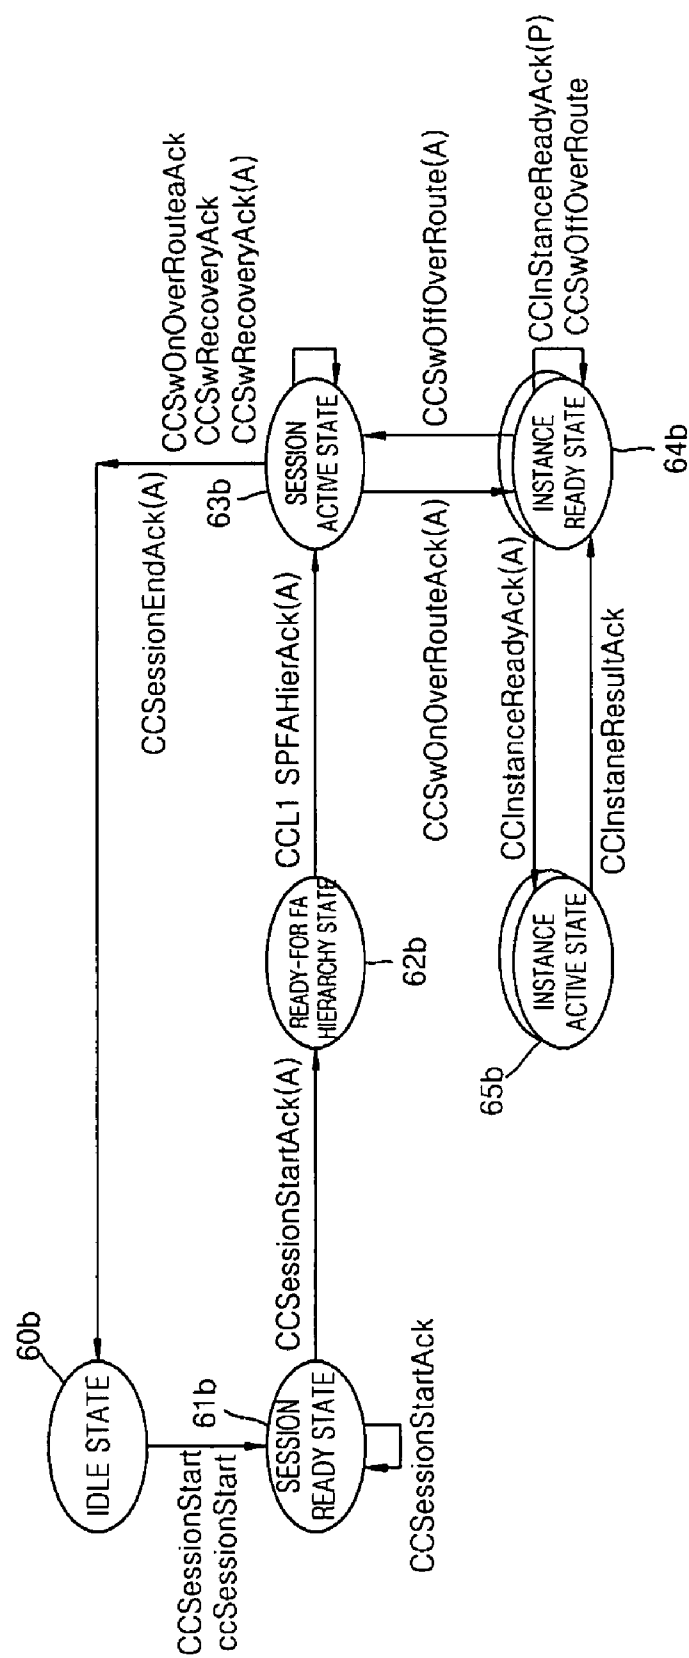 60b
IDLE STATE
CCSessionStart
ccSessionStart
61b
SESSION
READY STATE
CCSessionStartAck
CCSessionStartAck(A)
READY-FOR FA
HIERARCHY STATE
62b
CCL1 SPFAHierAck(A)
63b
SESSION
ACTIVE STATE
CCSessionEndAck(A)
CCSwOnOverRouteaAck
CCSwRecoveryAck
CCSwRecoveryAck(A)
CCSwOnOverRouteAck(A)
CCSwOffOverRoute(A)
65b
INSTANCE
ACTIVE STATE
CCInstanceReadyAck(A)
CCInstaneResultAck
INSTANCE
READY STATE
64b
CCInStanceReadyAck(P)
CCSwOffOverRoute